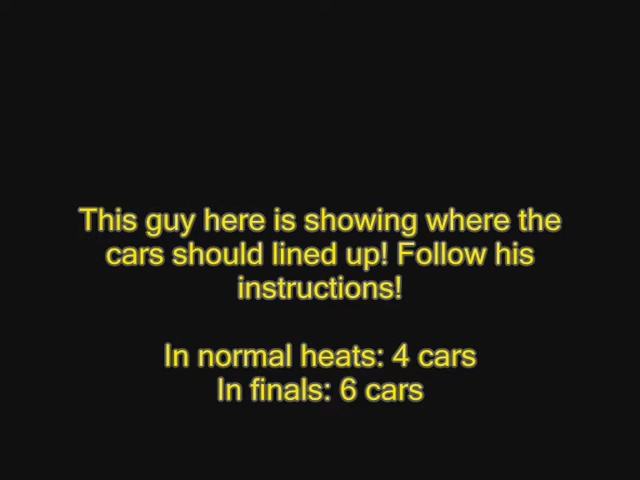 This guy here is showing where the
cars should lined up! Follow his
instructions!
In normal heats: 4 cars
In finals: 6 cars